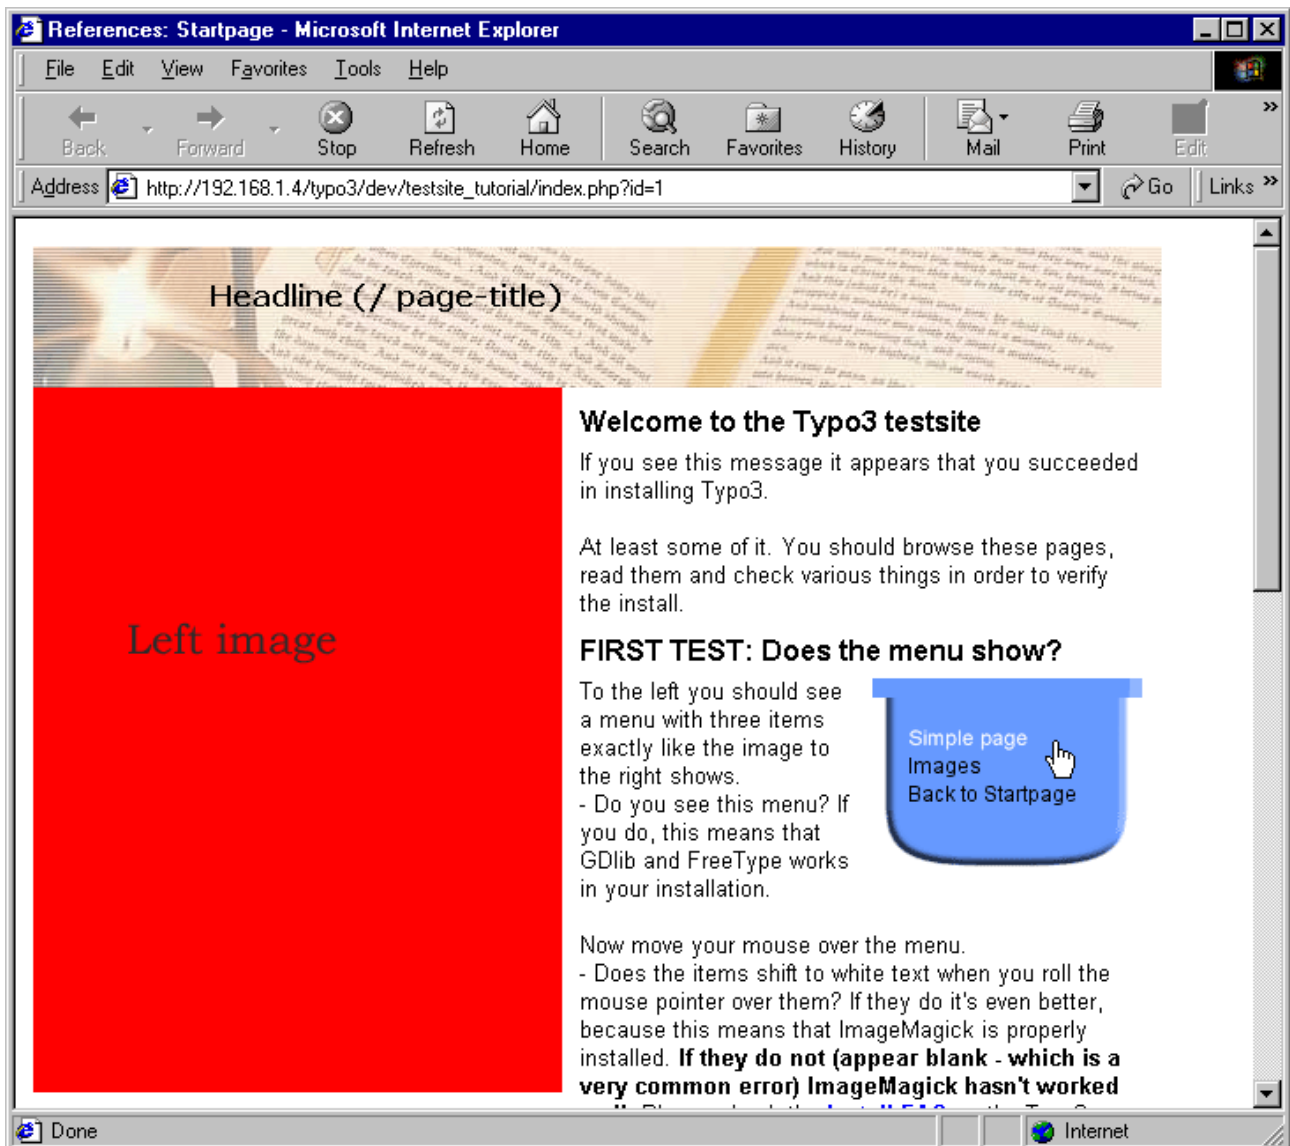 References: Startpage - Microsoft Internet Explorer
File Edit View Favorites Tools Help
Back Forward Stop Refresh Home Search Favorites History Mail Print Edit »
Address http://192.168.1.4/typo3/dev/testsite_tutorial/index.php?id=1 Go Links »
Headline (/ page-title)
Left image
Welcome to the Typo3 testsite
If you see this message it appears that you succeeded
in installing Typo3.
At least some of it. You should browse these pages,
read them and check various things in order to verify
the install.
FIRST TEST: Does the menu show?
To the left you should see
a menu with three items
exactly like the image to
the right shows.
- Do you see this menu? If
you do, this means that
GDlib and FreeType works
in your installation.
Simple page
Images
Back to Startpage
Now move your mouse over the menu.
- Does the items shift to white text when you roll the
mouse pointer over them? If they do it's even better,
because this means that ImageMagick is properly
installed. If they do not (appear blank - which is a
very common error) ImageMagick hasn't worked
Done Internet